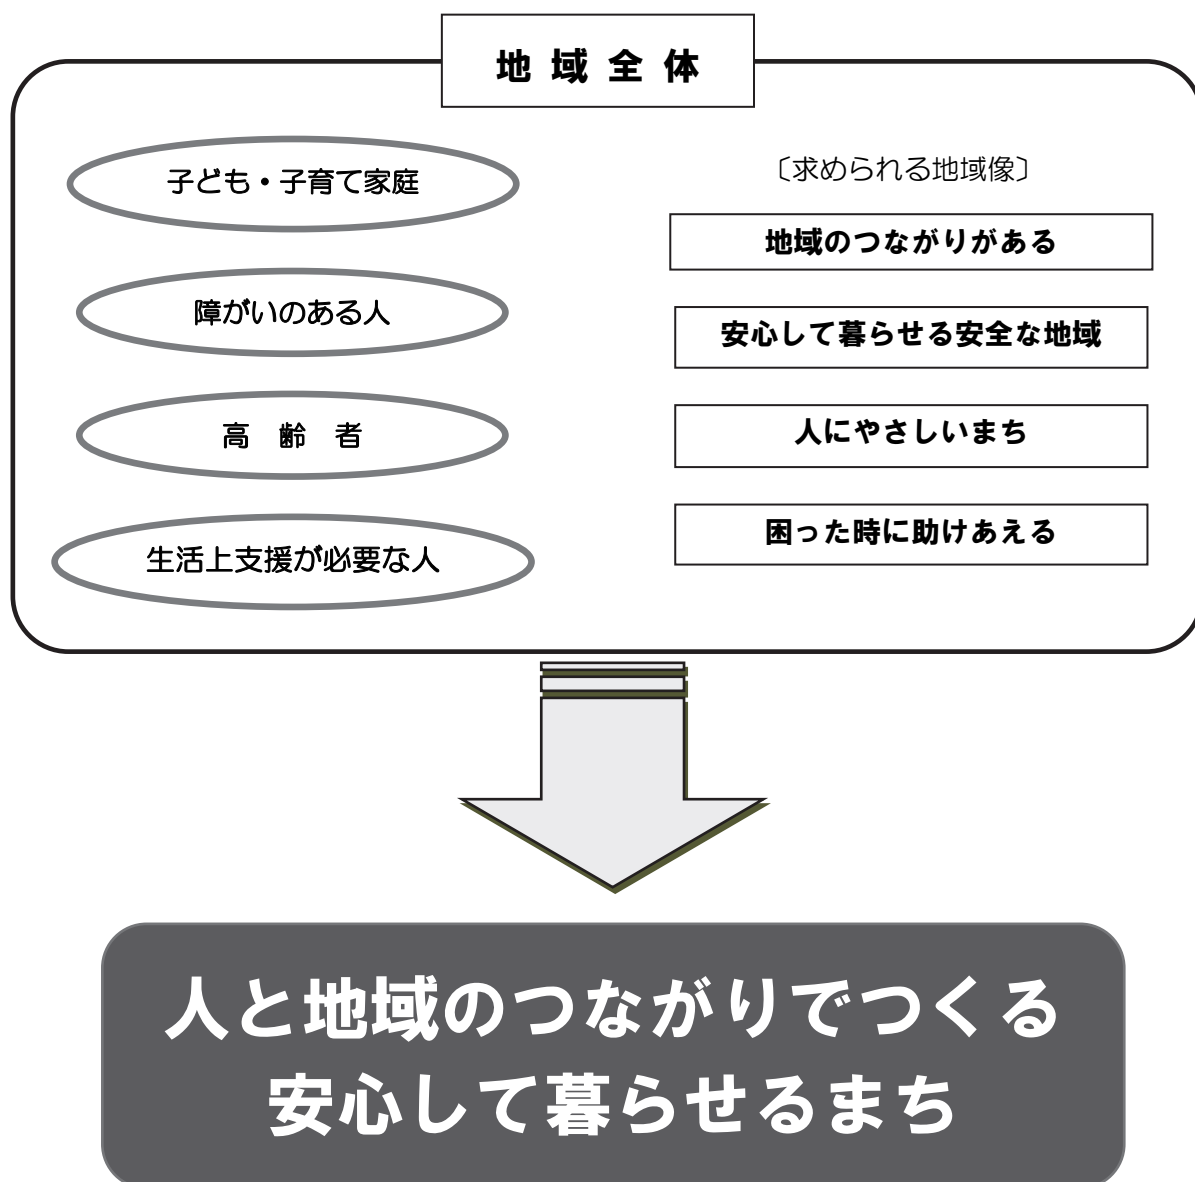 地域全体
子ども・子育て家庭
障がいのある人
高　齢　者
生活上支援が必要な人
〔求められる地域像〕
地域のつながりがある
安心して暮らせる安全な地域
人にやさしいまち
困った時に助けあえる
人と地域のつながりでつくる
安心して暮らせるまち